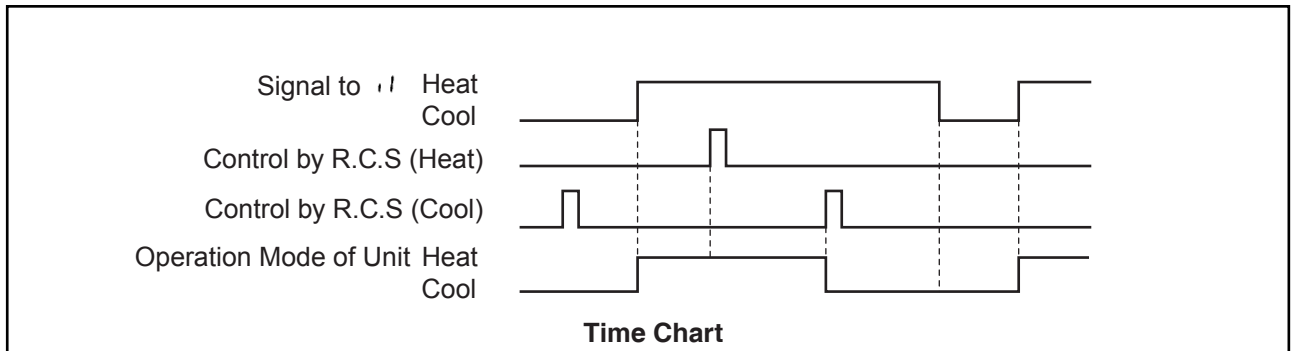 Signal to Heat
Cool
Control by R.C.S (Heat)
Control by R.C.S (Cool)
Operation Mode of Unit Heat
Cool
Time Chart